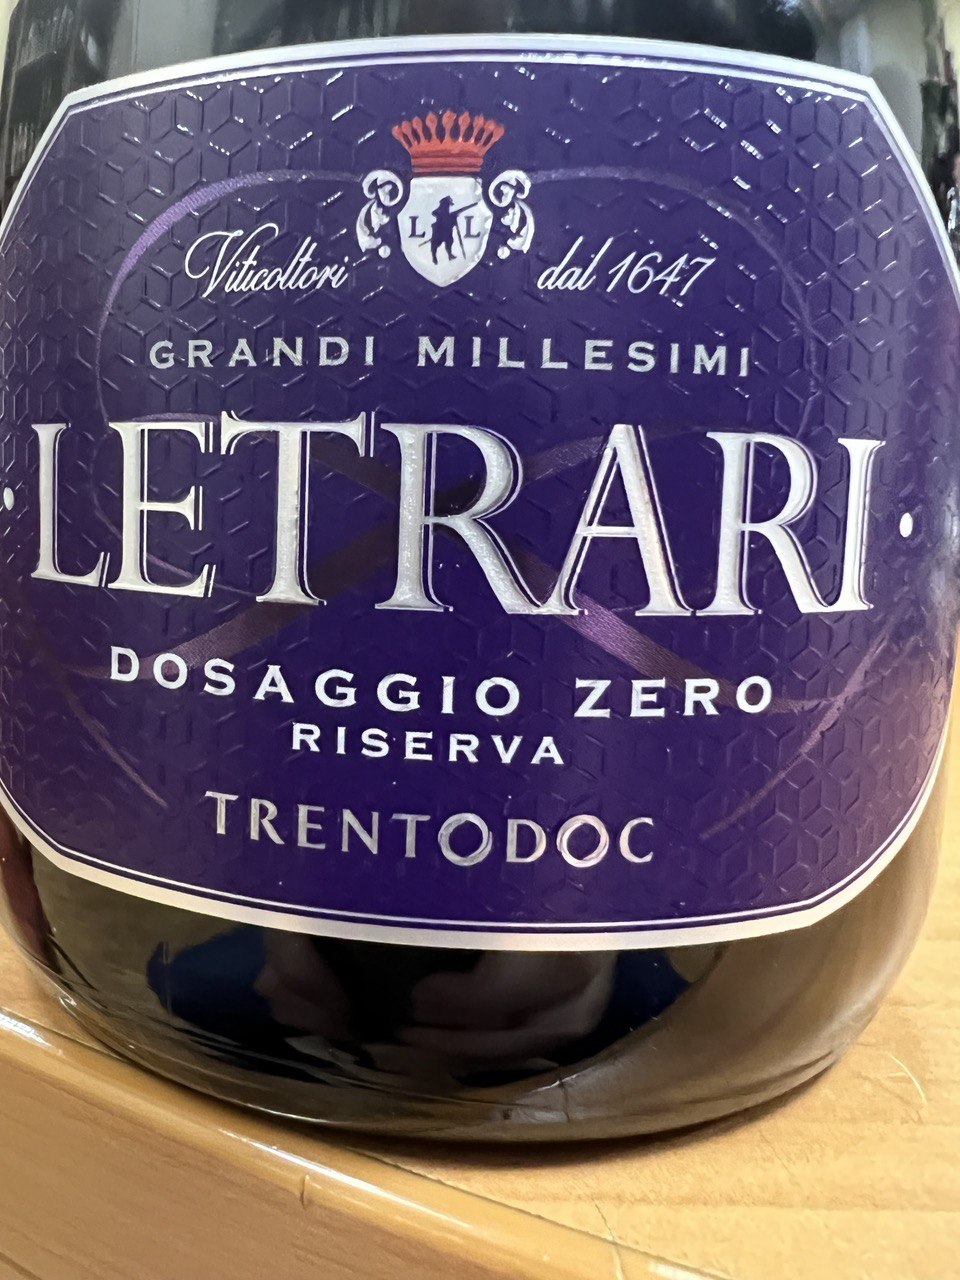 L L
Viticoltori dal 1647
GRANDI MILLESIMI
·LETRARI·
DOSAGGIO ZERO
RISERVA
TRENTODOC